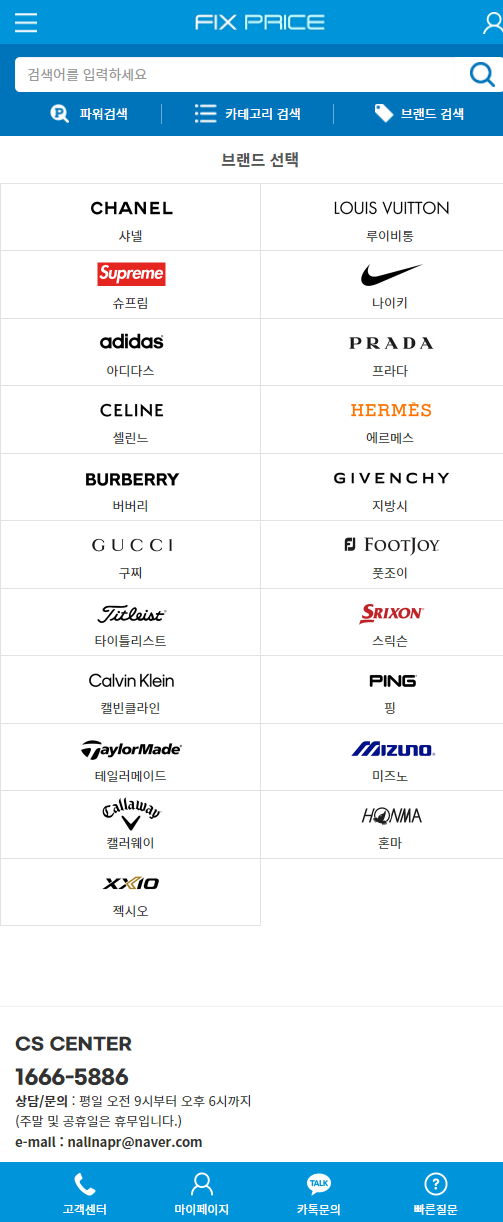 FIX PRICE
검색어를 입력하세요
파워검색 카테고리 검색 브랜드 검색
브랜드 선택
CHANEL LOUIS VUITTON
샤넬 루이비통
Supreme
슈프림 나이키
adidas PRADA
아디다스 프라다
CELINE HERMÈS
셀린느 에르메스
BURBERRY GIVENCHY
버버리 지방시
GUCCI FOOTJOY
구찌 풋조이
Titleist SRIXON
타이틀리스트 스릭슨
Calvin Klein PING
캘빈클라인 핑
TaylorMade MIZUNO
테일러메이드 미즈노
Callaway HONMA
캘러웨이 혼마
XXIO
젝시오
CS CENTER
1666-5886
상담/문의 : 평일 오전 9시부터 오후 6시까지
(주말 및 공휴일은 휴무입니다.)
e-mail : nalinapr@naver.com
TALK
고객센터 마이페이지 카톡문의 빠른질문